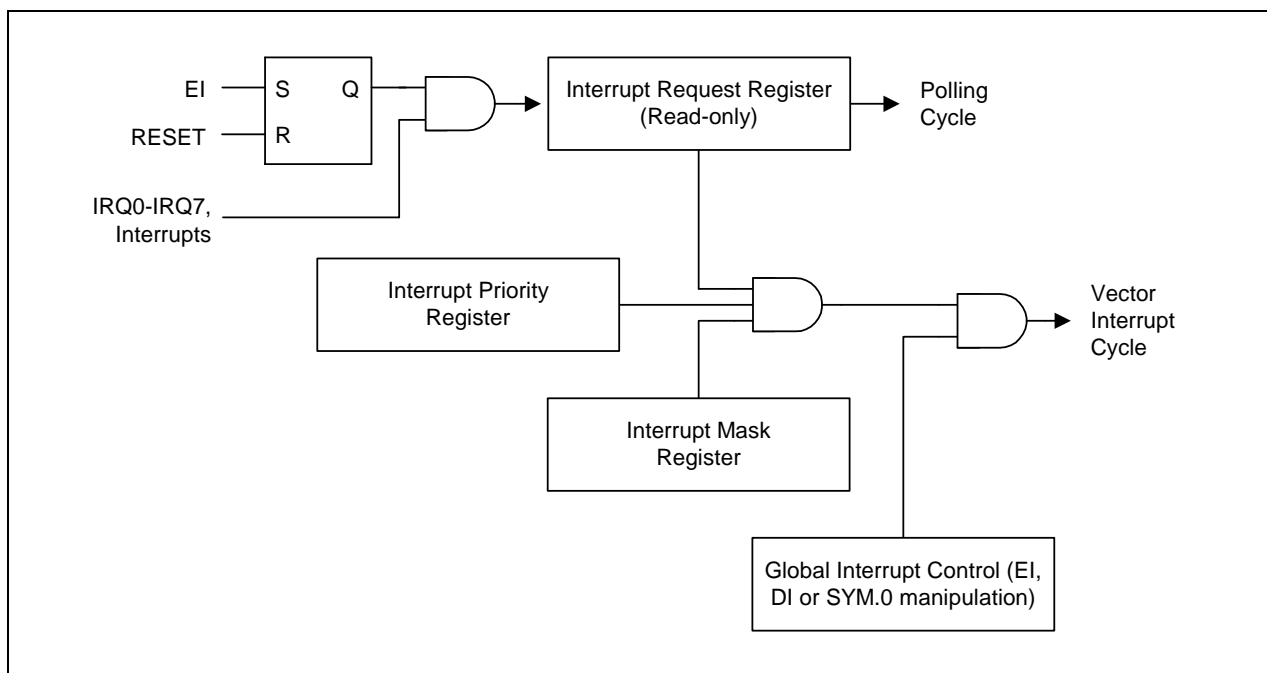 EI
S
Q
RESET
R
IRQ0-IRQ7,
Interrupts
Interrupt Request Register
(Read-only)
Polling
Cycle
Interrupt Priority
Register
Vector
Interrupt
Cycle
Interrupt Mask
Register
Global Interrupt Control (EI,
DI or SYM.0 manipulation)